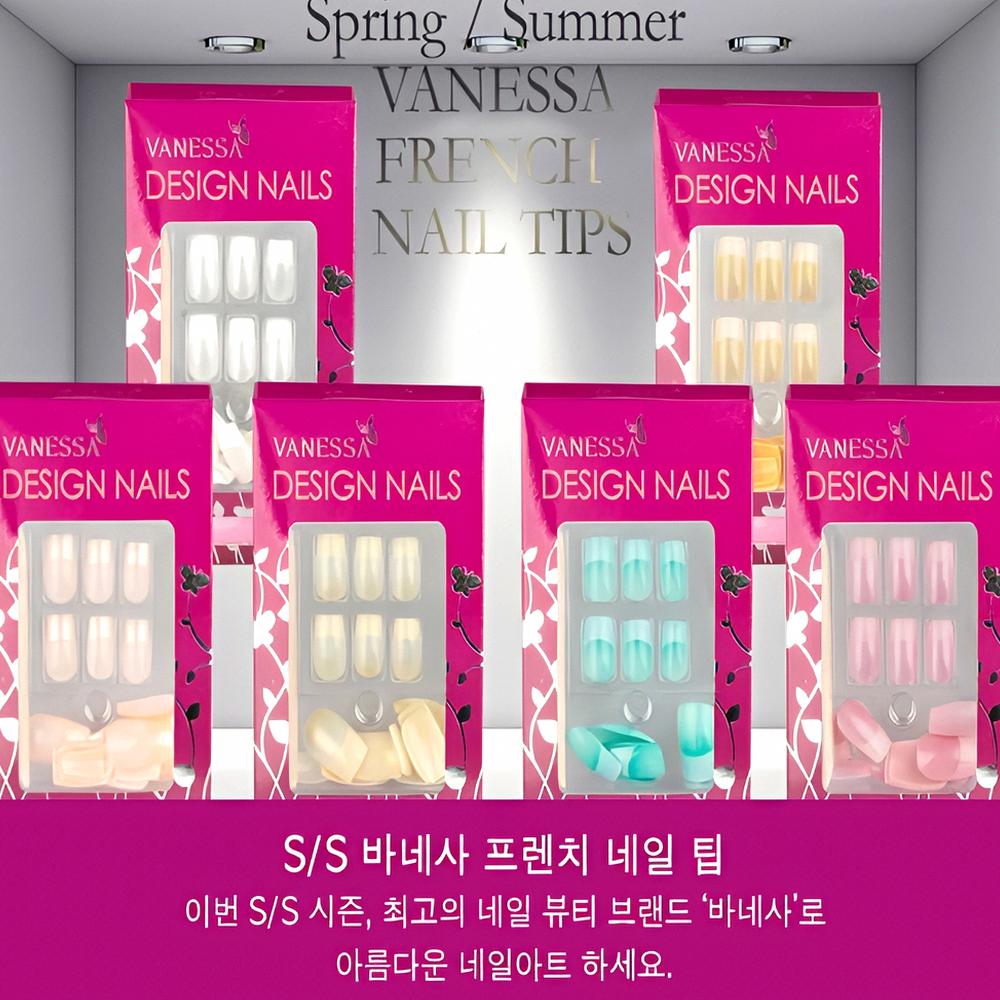 Spring / Summer
VANESSA
FRENCH
NAIL TIPS
VANESSA
DESIGN NAILS
VANESSA
DESIGN NAILS
VANESSA
DESIGN NAILS
VANESSA
DESIGN NAILS
VANESSA
DESIGN NAILS
VANESSA
DESIGN NAILS
S/S 바네사 프렌치 네일 팁
이번 S/S 시즌, 최고의 네일 뷰티 브랜드 ‘바네사’로
아름다운 네일아트 하세요.